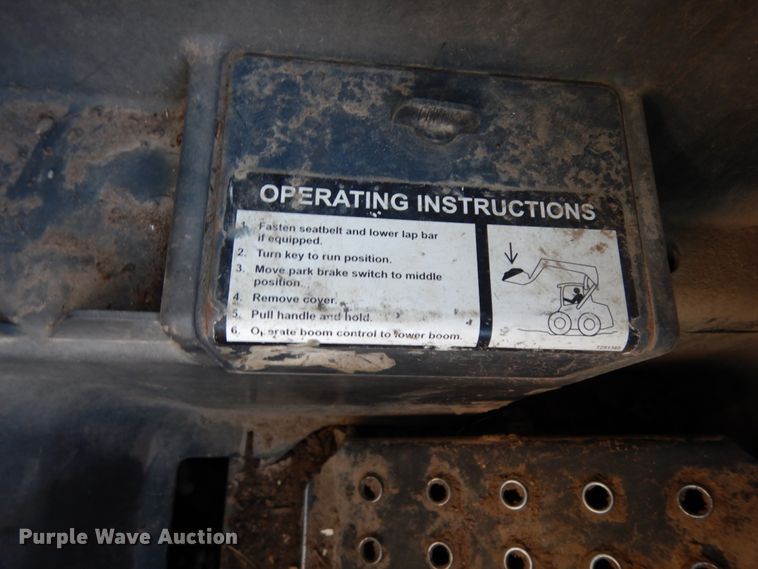 OPERATING INSTRUCTIONS
1. Fasten seatbelt and lower lap bar
if equipped.
2. Turn key to run position.
3. Move park brake switch to middle
position.
4. Remove cover.
5. Pull handle and hold.
6. Operate boom control to lower boom.
Purple Wave Auction